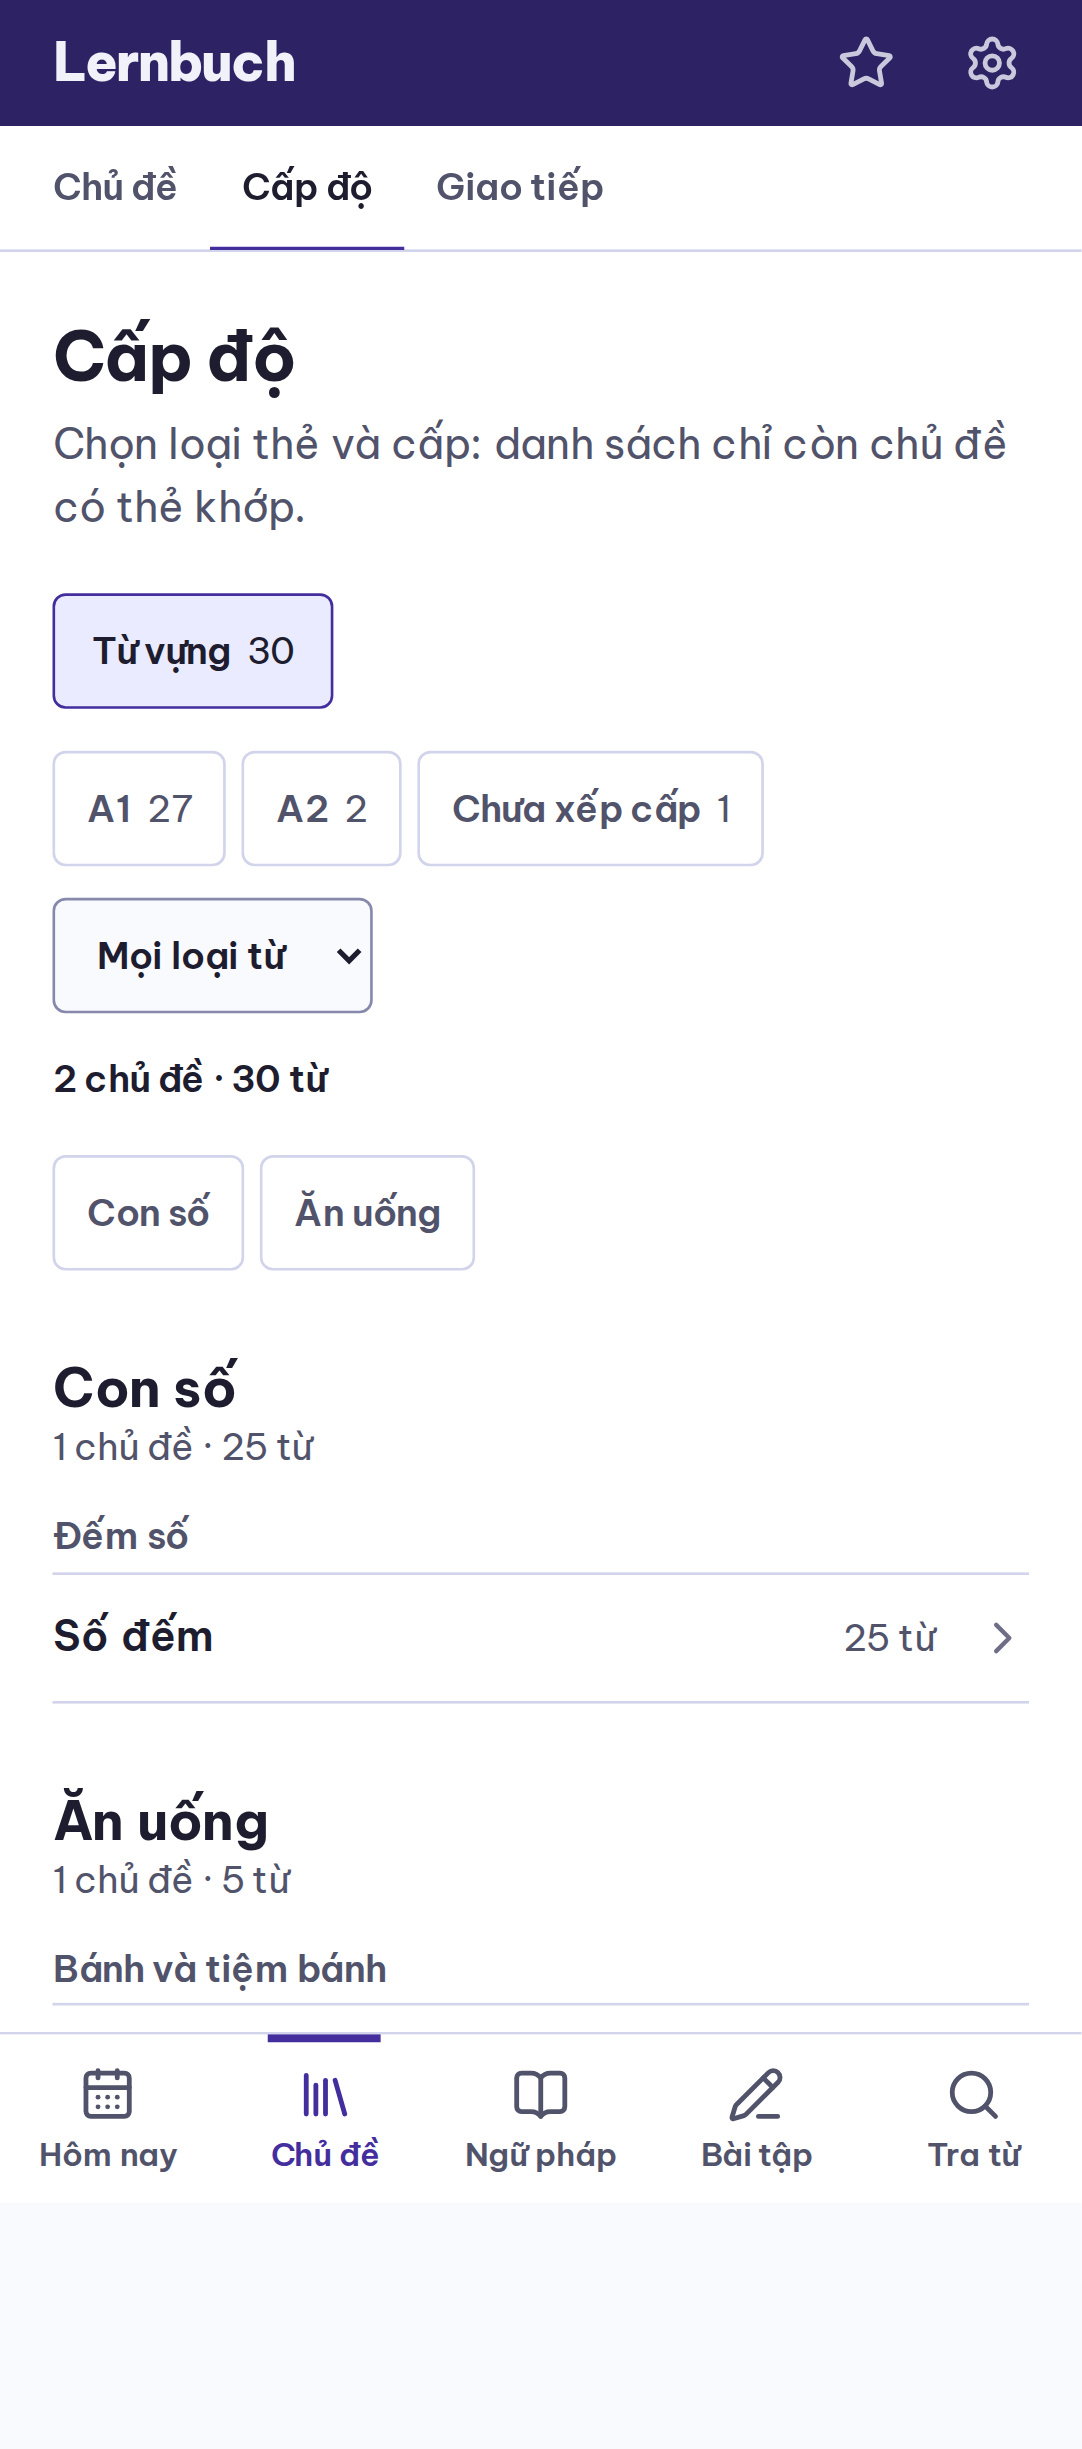 Lernbuch
Chủ đề Cấp độ Giao tiếp
Cấp độ
Chọn loại thẻ và cấp: danh sách chỉ còn chủ đề
có thẻ khớp.
Từ vựng 30
A1 27 A2 2 Chưa xếp cấp 1
Mọi loại từ
2 chủ đề · 30 từ
Con số Ăn uống
Con số
1 chủ đề · 25 từ
Đếm số
Số đếm 25 từ
Ăn uống
1 chủ đề · 5 từ
Bánh và tiệm bánh
Hôm nay Chủ đề Ngữ pháp Bài tập Tra từ